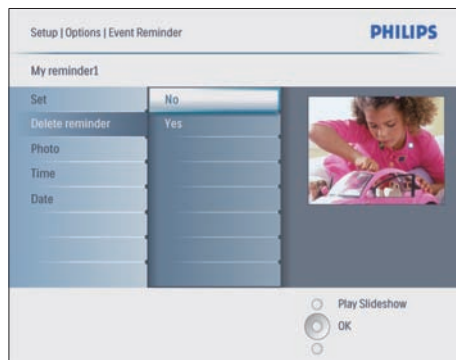 Setup | Options | Event Reminder
PHILIPS
My reminder1
Set
No
Delete reminder
Yes
Photo
Time
Date
Play Slideshow
OK